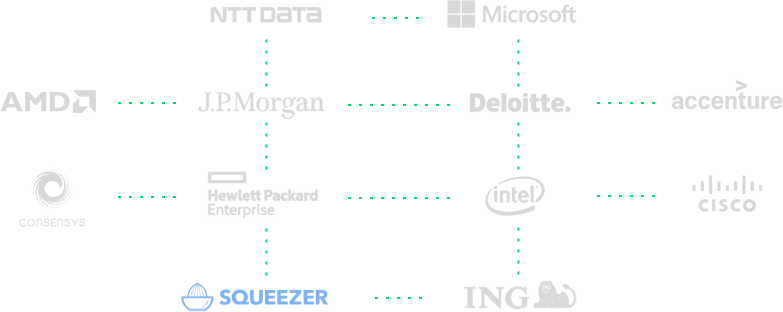 NTT DATA
Microsoft
AMD
J.P.Morgan
Deloitte.
accenture
CONSENSYS
Hewlett Packard
Enterprise
intel
CISCO
SQUEEZER
ING